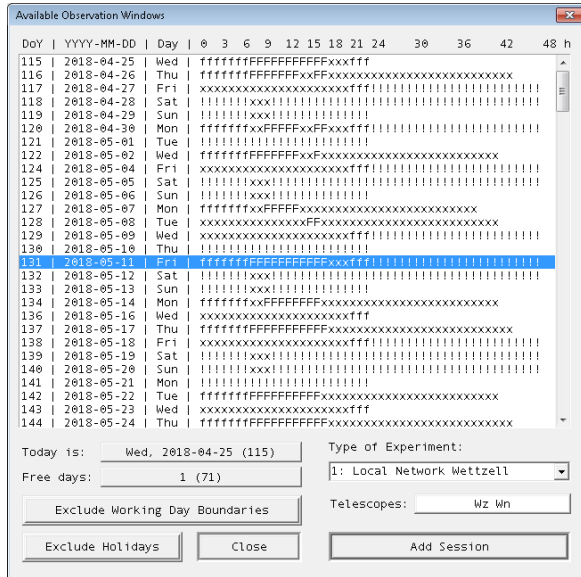 Available Observation Windows
DoY | YYYY-MM-DD | Day | 0  3  6  9  12 15 18 21 24    30    36    42    48 h
115 | 2018-04-25 | Wed | fffffffFFFFFFFFFFFxxxfff
116 | 2018-04-26 | Thu | fffffffFFFFFFFxxFFxxxxxxxxxxxxxxxxxxxxxxxxxx
117 | 2018-04-27 | Fri | xxxxxxxxxxxxxxxxxxxxxfff!!!!!!!!!!!!!!!!!!!!!!!!
118 | 2018-04-28 | Sat | !!!!!!!xxx!!!!!!!!!!!!!!!!!!!!!!!!!!!!!!!!!!!!!!
119 | 2018-04-29 | Sun | !!!!!!!xxx!!!!!!!!!!!!!!
120 | 2018-04-30 | Mon | fffffffxxFFFFFxxFFxxxfff!!!!!!!!!!!!!!!!!!!!!!!!
121 | 2018-05-01 | Tue | !!!!!!!!!!!!!!!!!!!!!!!!
122 | 2018-05-02 | Wed | fffffffFFFFFFFxxFxxxxxxxxxxxxxxxxxxxxxxxxx
124 | 2018-05-04 | Fri | xxxxxxxxxxxxxxxxxxxxxfff!!!!!!!!!!!!!!!!!!!!!!!!
125 | 2018-05-05 | Sat | !!!!!!!xxx!!!!!!!!!!!!!!!!!!!!!!!!!!!!!!!!!!!!!!
126 | 2018-05-06 | Sun | !!!!!!!xxx!!!!!!!!!!!!!!
127 | 2018-05-07 | Mon | fffffffxxFFFFFxxxxxxxxxxxxxxxxxxxxxxxxx
128 | 2018-05-08 | Tue | xxxxxxxxxxxxxxxFFxxxxxxxxxxxxxxxxxxxxxxxxx
129 | 2018-05-09 | Wed | xxxxxxxxxxxxxxxxxxxxxfff!!!!!!!!!!!!!!!!!!!!!!!!
130 | 2018-05-10 | Thu | !!!!!!!!!!!!!!!!!!!!!!!!
131 | 2018-05-11 | Fri | fffffffFFFFFFFFFFFxxxfff!!!!!!!!!!!!!!!!!!!!!!!!
132 | 2018-05-12 | Sat | !!!!!!!xxx!!!!!!!!!!!!!!!!!!!!!!!!!!!!!!!!!!!!!!
133 | 2018-05-13 | Sun | !!!!!!!xxx!!!!!!!!!!!!!!
134 | 2018-05-14 | Mon | fffffffxxFFFFFFFFxxxxxxxxxxxxxxxxxxxxxxxxx
136 | 2018-05-16 | Wed | xxxxxxxxxxxxxxxxxxxxxfff
137 | 2018-05-17 | Thu | fffffffFFFFFFFFFFFxxxxxxxxxxxxxxxxxxxxxxxxxx
138 | 2018-05-18 | Fri | xxxxxxxxxxxxxxxxxxxxxfff!!!!!!!!!!!!!!!!!!!!!!!!
139 | 2018-05-19 | Sat | !!!!!!!xxx!!!!!!!!!!!!!!!!!!!!!!!!!!!!!!!!!!!!!!
140 | 2018-05-20 | Sun | !!!!!!!xxx!!!!!!!!!!!!!!!!!!!!!!!!!!!!!!!!!!!!!!
141 | 2018-05-21 | Mon | !!!!!!!!!!!!!!!!!!!!!!!!
142 | 2018-05-22 | Tue | fffffffFFFFFFFFFFxxxxxxxxxxxxxxxxxxxxxxxxx
143 | 2018-05-23 | Wed | xxxxxxxxxxxxxxxxxxxxxfff
144 | 2018-05-24 | Thu | fffffffFFFFFFFFFFFxxxxxxxxxxxxxxxxxxxxxxxxxx
Today is: Wed, 2018-04-25 (115)
Free days: 1 (71)
Exclude Working Day Boundaries
Exclude Holidays
Close
Type of Experiment:
1: Local Network Wettzell
Telescopes: Wz Wn
Add Session